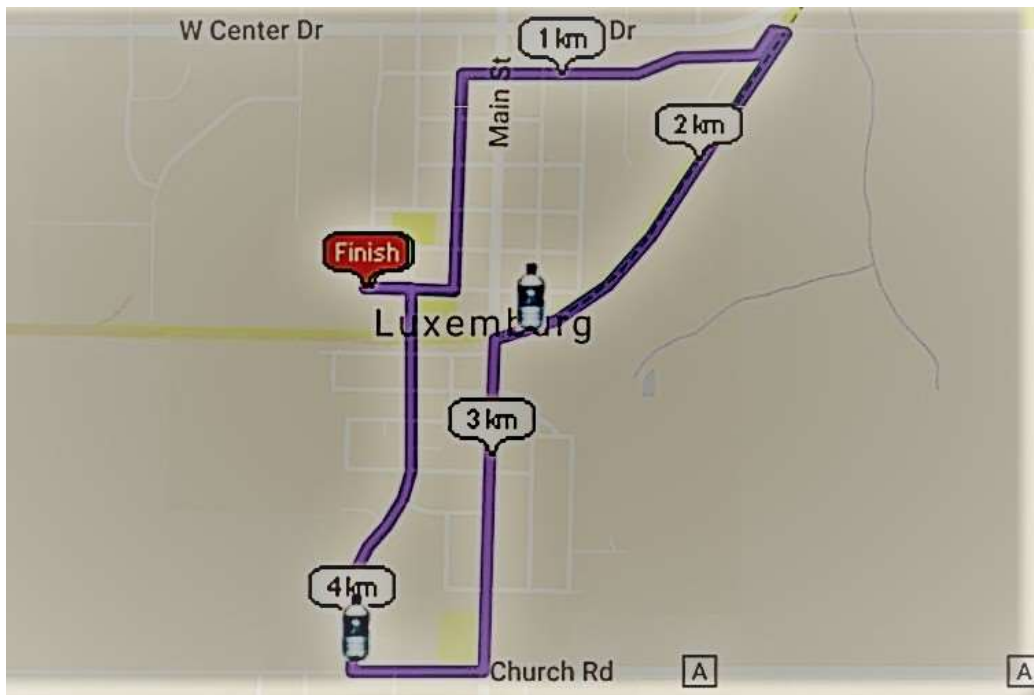 W Center Dr
1 km
Dr
Main St
2 km
Finish
Luxemburg
3 km
4 km
Church Rd
A
A